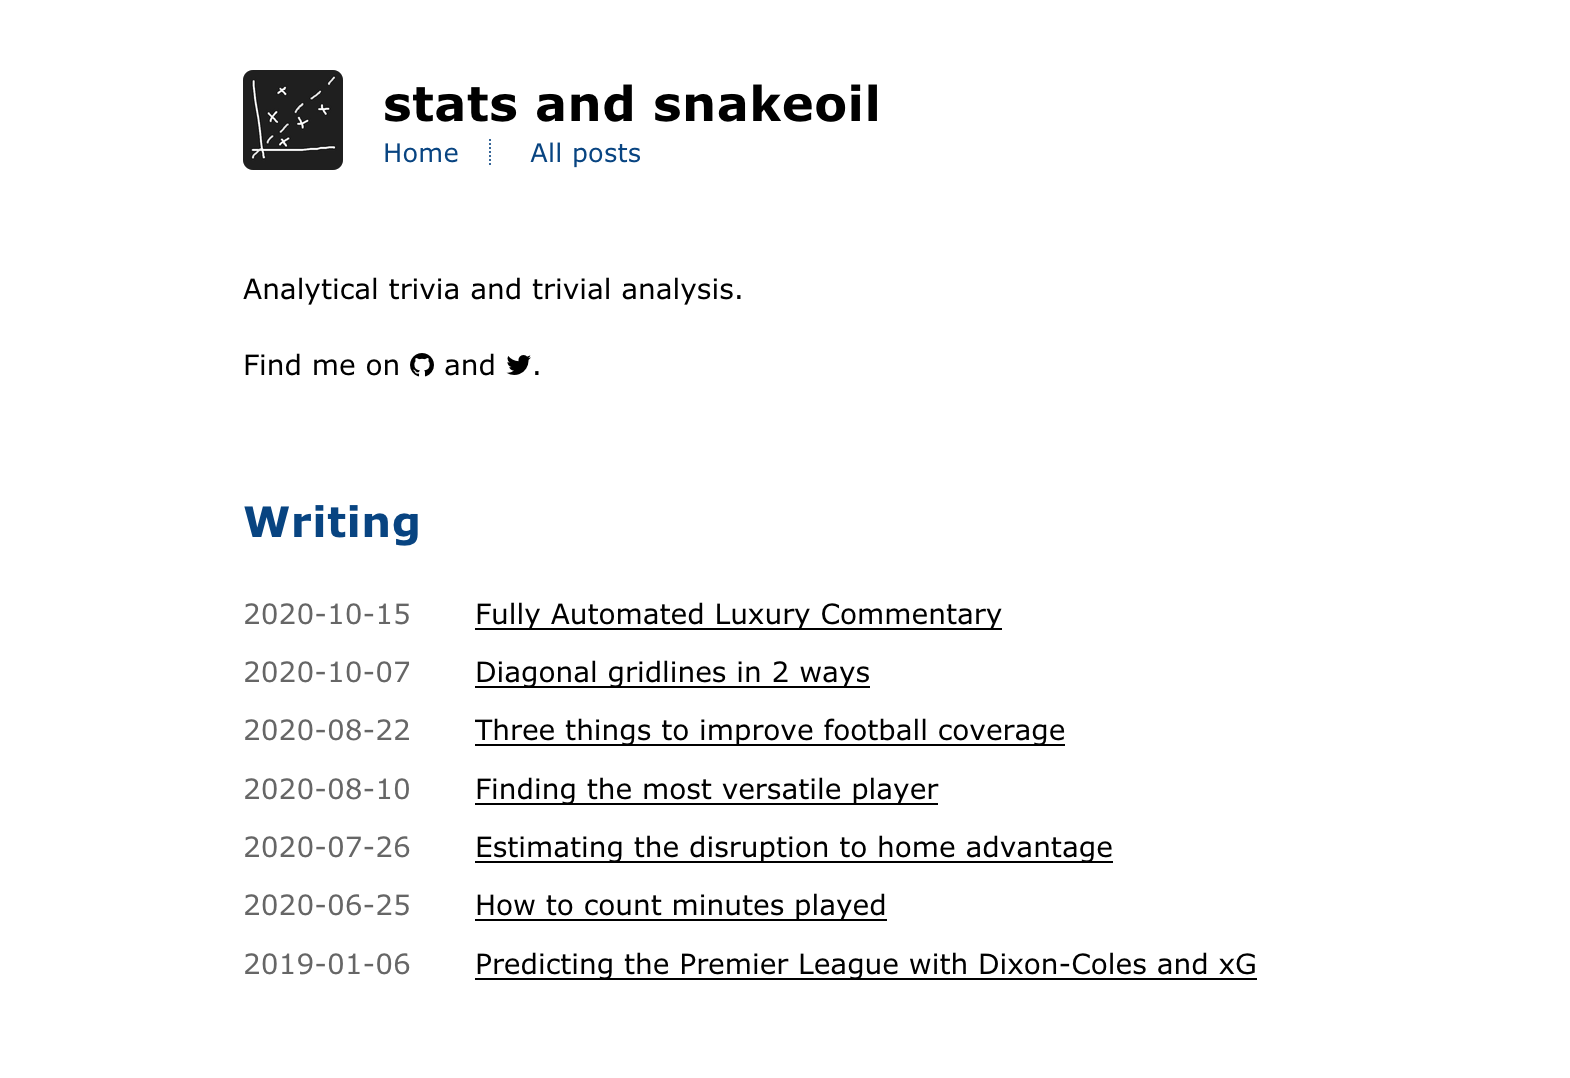 stats and snakeoil
Home All posts
Analytical trivia and trivial analysis.
Find me on and .
Writing
2020-10-15 Fully Automated Luxury Commentary
2020-10-07 Diagonal gridlines in 2 ways
2020-08-22 Three things to improve football coverage
2020-08-10 Finding the most versatile player
2020-07-26 Estimating the disruption to home advantage
2020-06-25 How to count minutes played
2019-01-06 Predicting the Premier League with Dixon-Coles and xG